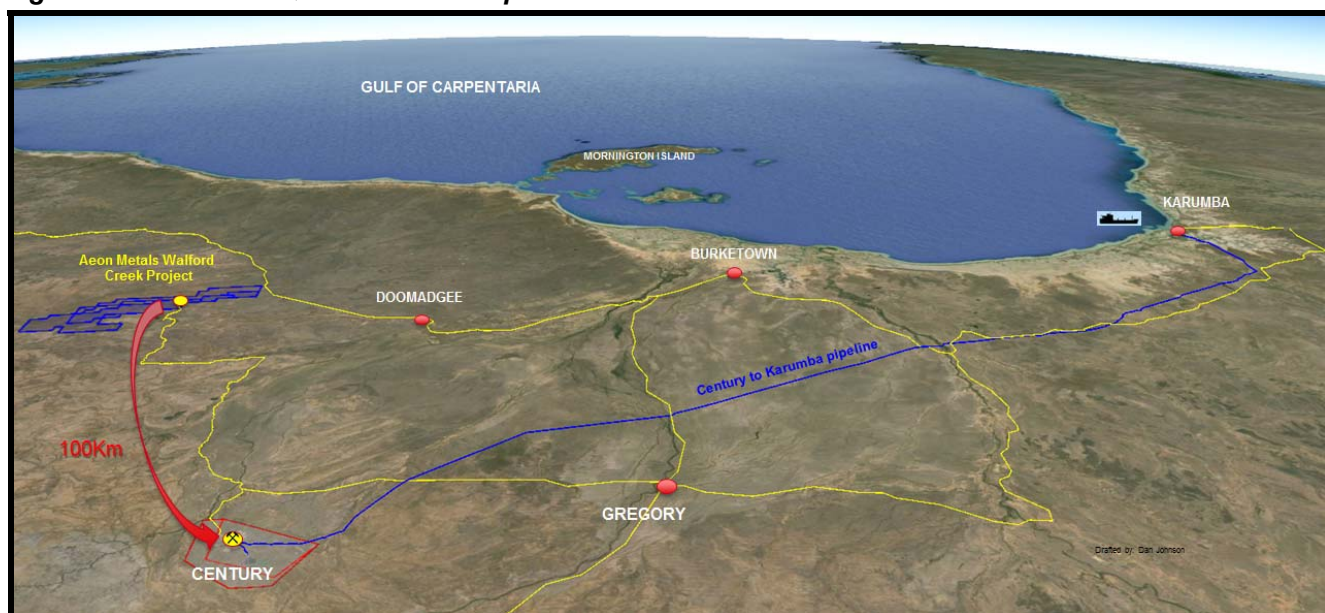 GULF OF CARPENTARIA
MORNINGTON ISLAND
KARUMBA
Aeon Metals Walford
Creek Project
BURKETOWN
DOOMADGEE
Century to Karumba pipeline
100Km
GREGORY
Drafted by: Dan Johnson
CENTURY